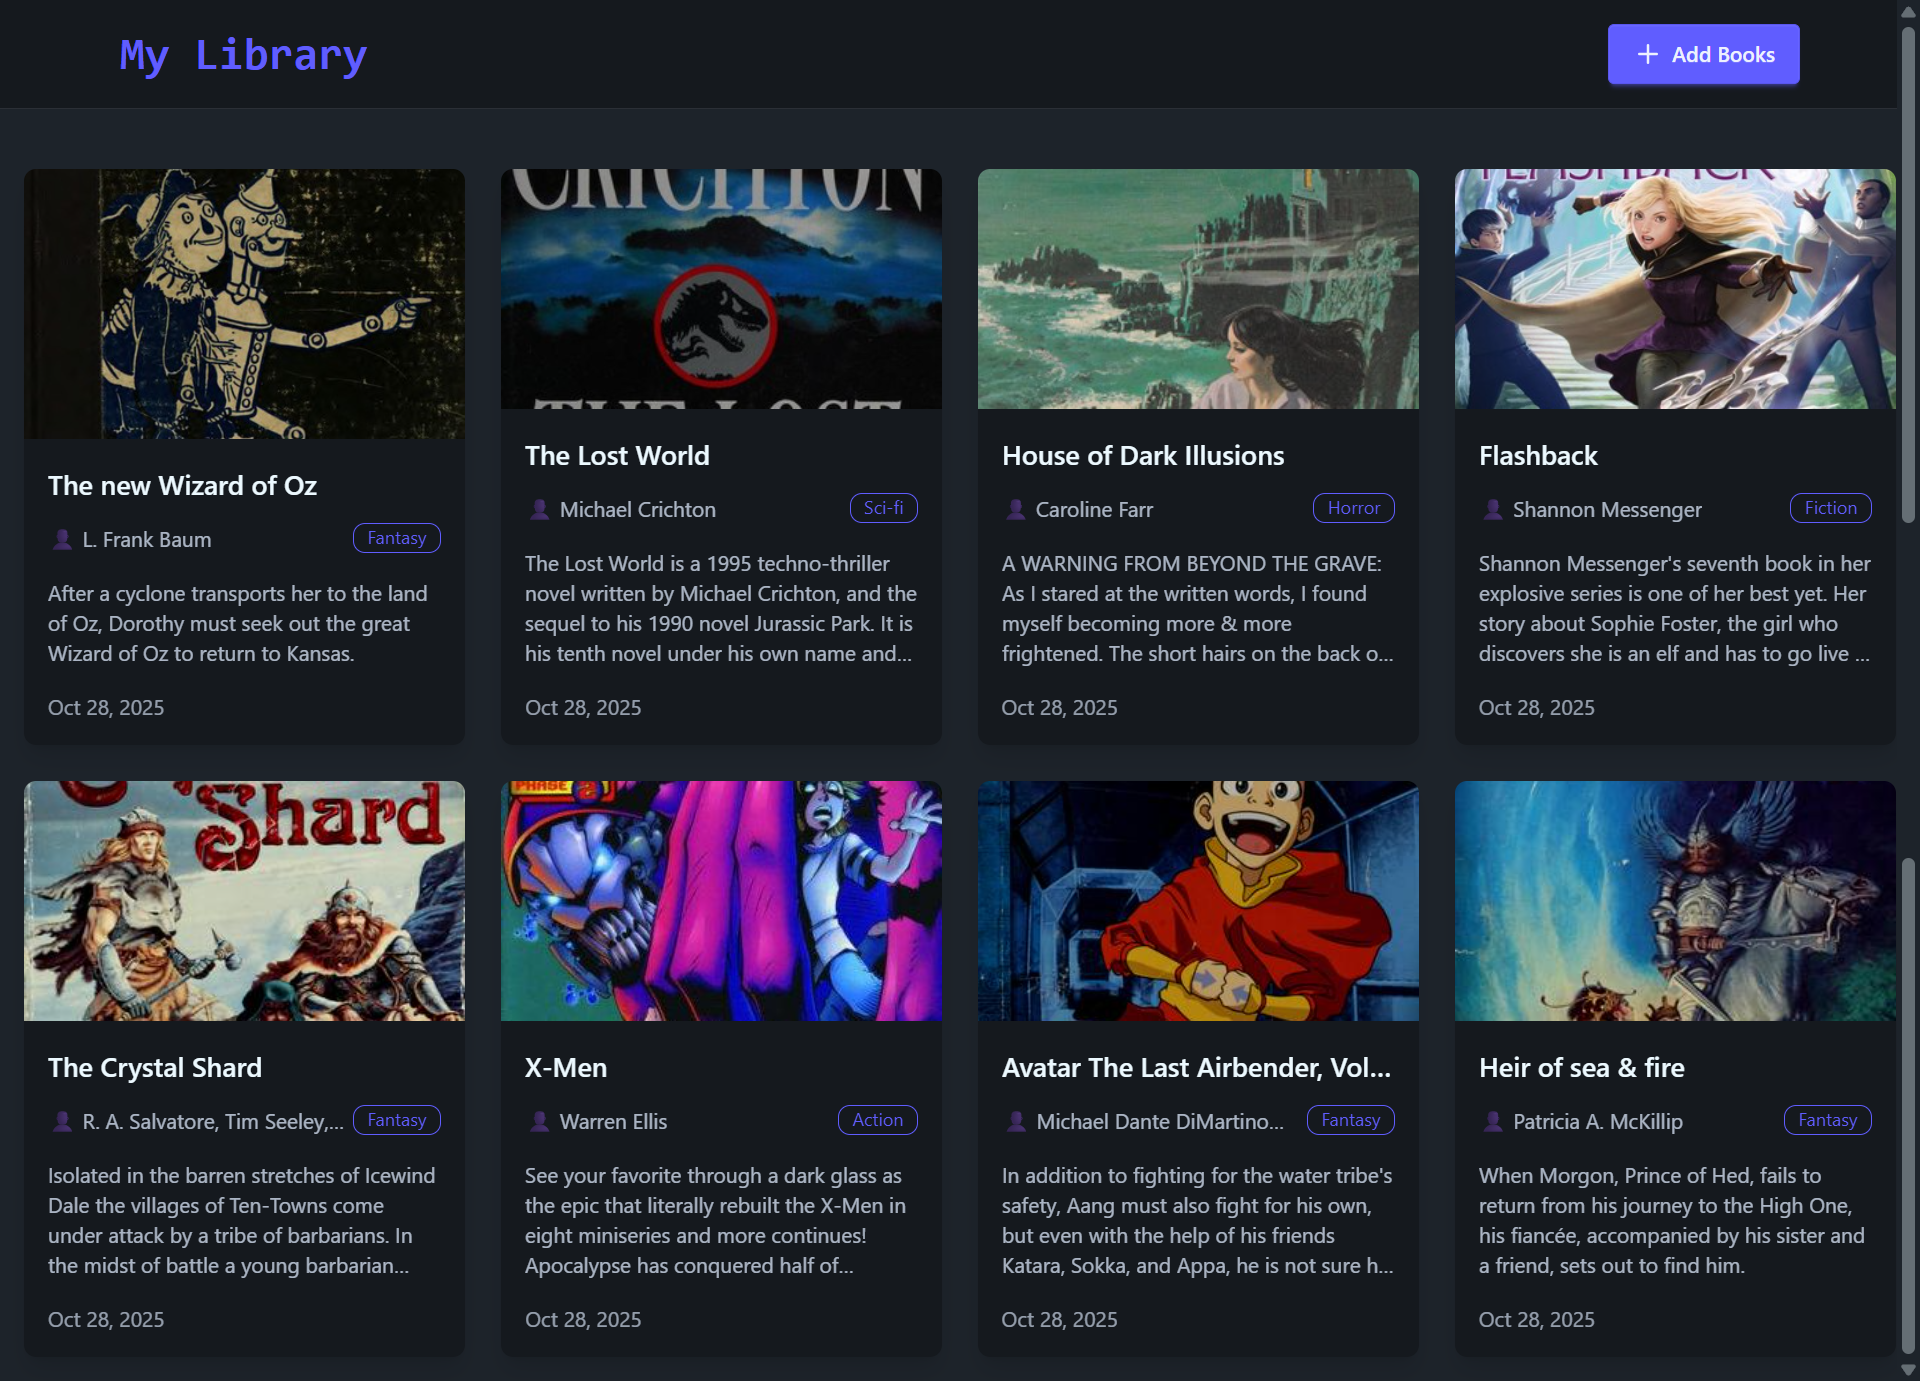 My Library
Add Books
CRICHTON
THE LOST
FLASHBACK
The new Wizard of Oz
L. Frank Baum
Fantasy
After a cyclone transports her to the land
of Oz, Dorothy must seek out the great
Wizard of Oz to return to Kansas.
Oct 28, 2025
The Lost World
Michael Crichton
Sci-fi
The Lost World is a 1995 techno-thriller
novel written by Michael Crichton, and the
sequel to his 1990 novel Jurassic Park. It is
his tenth novel under his own name and...
Oct 28, 2025
House of Dark Illusions
Caroline Farr
Horror
A WARNING FROM BEYOND THE GRAVE:
As I stared at the written words, I found
myself becoming more & more
frightened. The short hairs on the back o...
Oct 28, 2025
Flashback
Shannon Messenger
Fiction
Shannon Messenger's seventh book in her
explosive series is one of her best yet. Her
story about Sophie Foster, the girl who
discovers she is an elf and has to go live ...
Oct 28, 2025
Shard
The Crystal Shard
R. A. Salvatore, Tim Seeley,...
Fantasy
Isolated in the barren stretches of Icewind
Dale the villages of Ten-Towns come
under attack by a tribe of barbarians. In
the midst of battle a young barbarian...
Oct 28, 2025
PHASE 2
X-Men
Warren Ellis
Action
See your favorite through a dark glass as
the epic that literally rebuilt the X-Men in
eight miniseries and more continues!
Apocalypse has conquered half of...
Oct 28, 2025
Avatar The Last Airbender, Vol...
Michael Dante DiMartino...
Fantasy
In addition to fighting for the water tribe's
safety, Aang must also fight for his own,
but even with the help of his friends
Katara, Sokka, and Appa, he is not sure h...
Oct 28, 2025
Heir of sea & fire
Patricia A. McKillip
Fantasy
When Morgon, Prince of Hed, fails to
return from his journey to the High One,
his fiancée, accompanied by his sister and
a friend, sets out to find him.
Oct 28, 2025